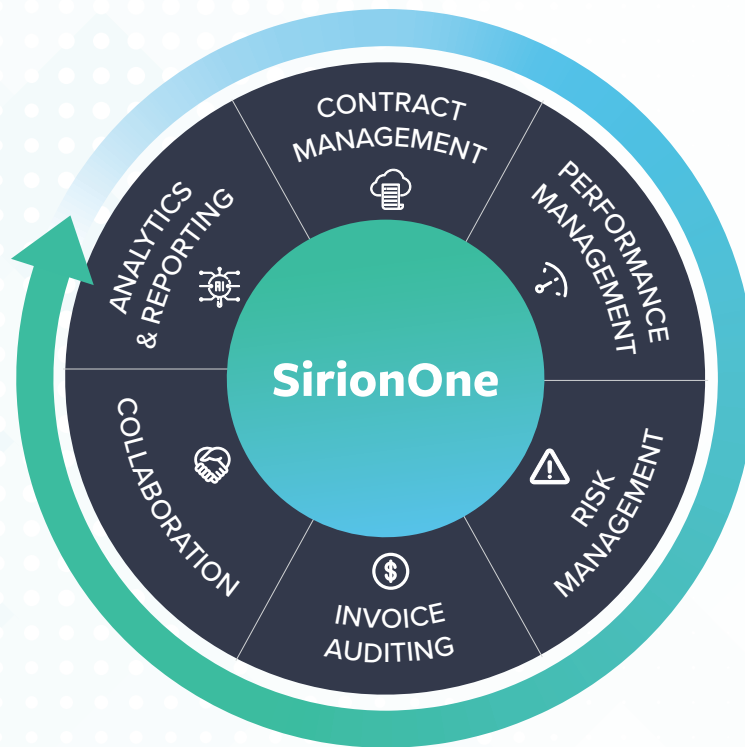 CONTRACT
MANAGEMENT
PERFORMANCE
MANAGEMENT
RISK
MANAGEMENT
INVOICE
AUDITING
COLLABORATION
ANALYTICS
& REPORTING
AI
$
SirionOne